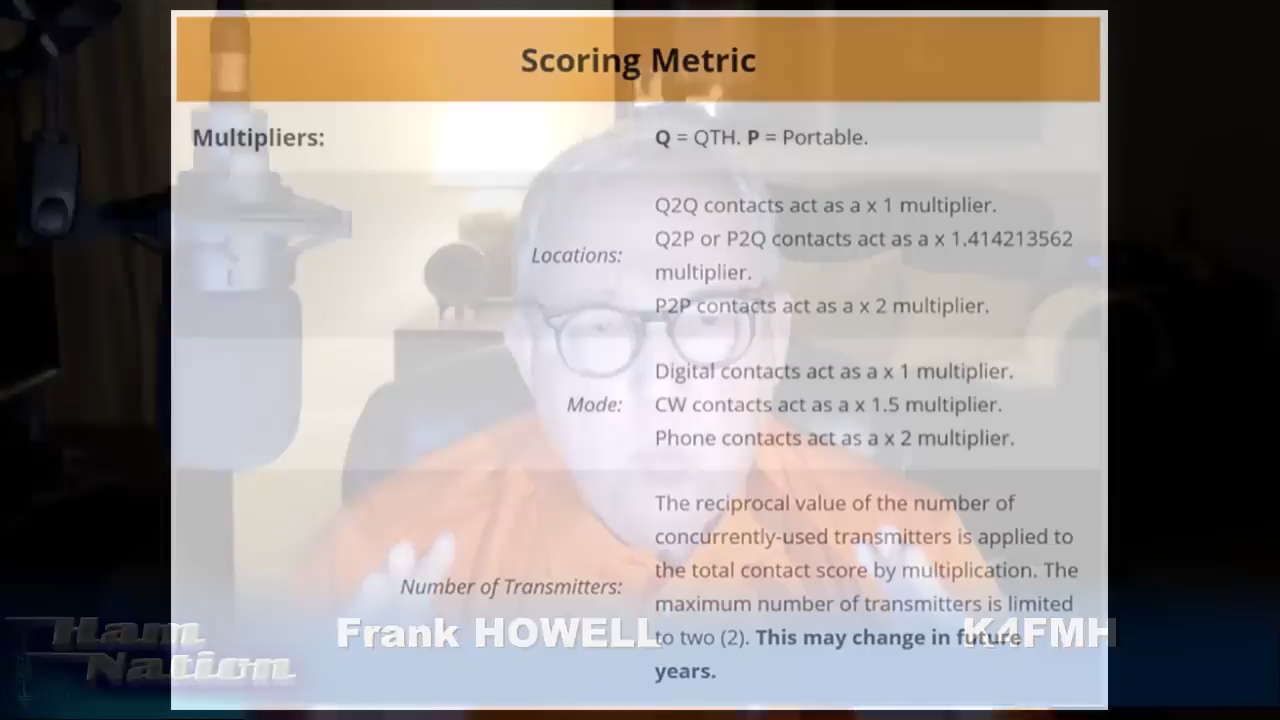 Scoring Metric
Multipliers:
Q = QTH. P = Portable.
Locations:
Q2Q contacts act as a x 1 multiplier.
Q2P or P2Q contacts act as a x 1.414213562
multiplier.
P2P contacts act as a x 2 multiplier.
Mode:
Digital contacts act as a x 1 multiplier.
CW contacts act as a x 1.5 multiplier.
Phone contacts act as a x 2 multiplier.
Number of Transmitters:
The reciprocal value of the number of
concurrently-used transmitters is applied to
the total contact score by multiplication. The
maximum number of transmitters is limited
to two (2). This may change in future
years.
Ham
Nation
Frank HOWELL
K4FMH